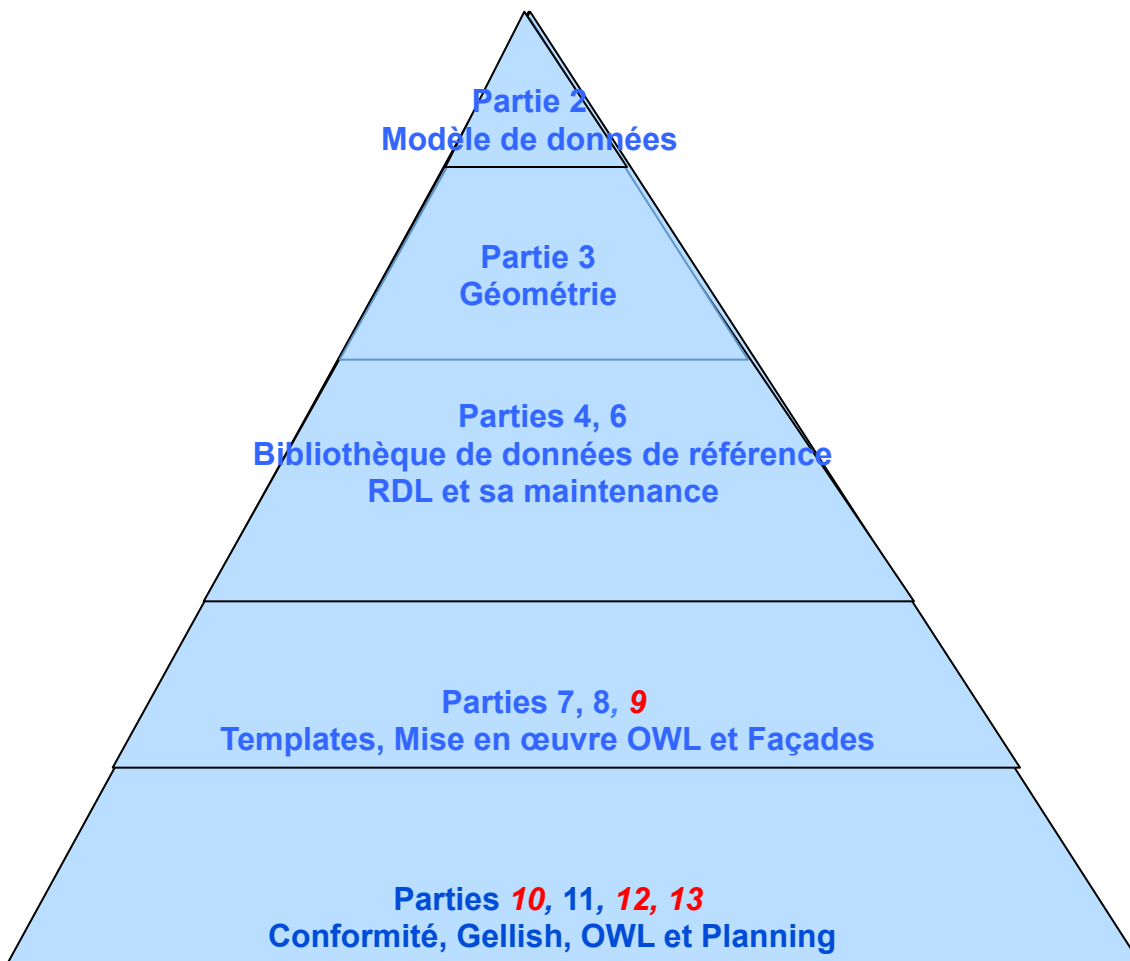 Partie 2
Modèle de données
Partie 3
Géométrie
Parties 4, 6
Bibliothèque de données de référence
RDL et sa maintenance
Parties 7, 8, 9
Templates, Mise en œuvre OWL et Façades
Parties 10, 11, 12, 13
Conformité, Gellish, OWL et Planning